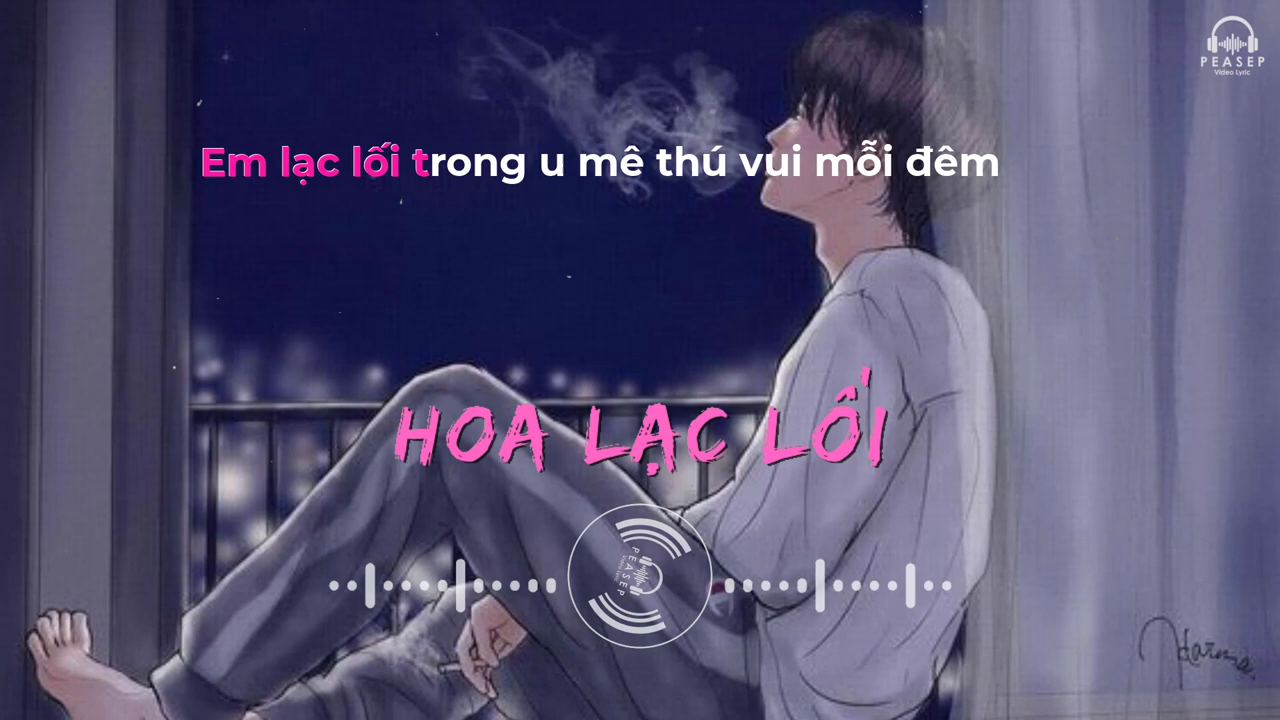 PEASEP
Video Lyric
Em lạc lối trong u mê thú vui mỗi đêm
HOA LẠC LỐI
PEASEP